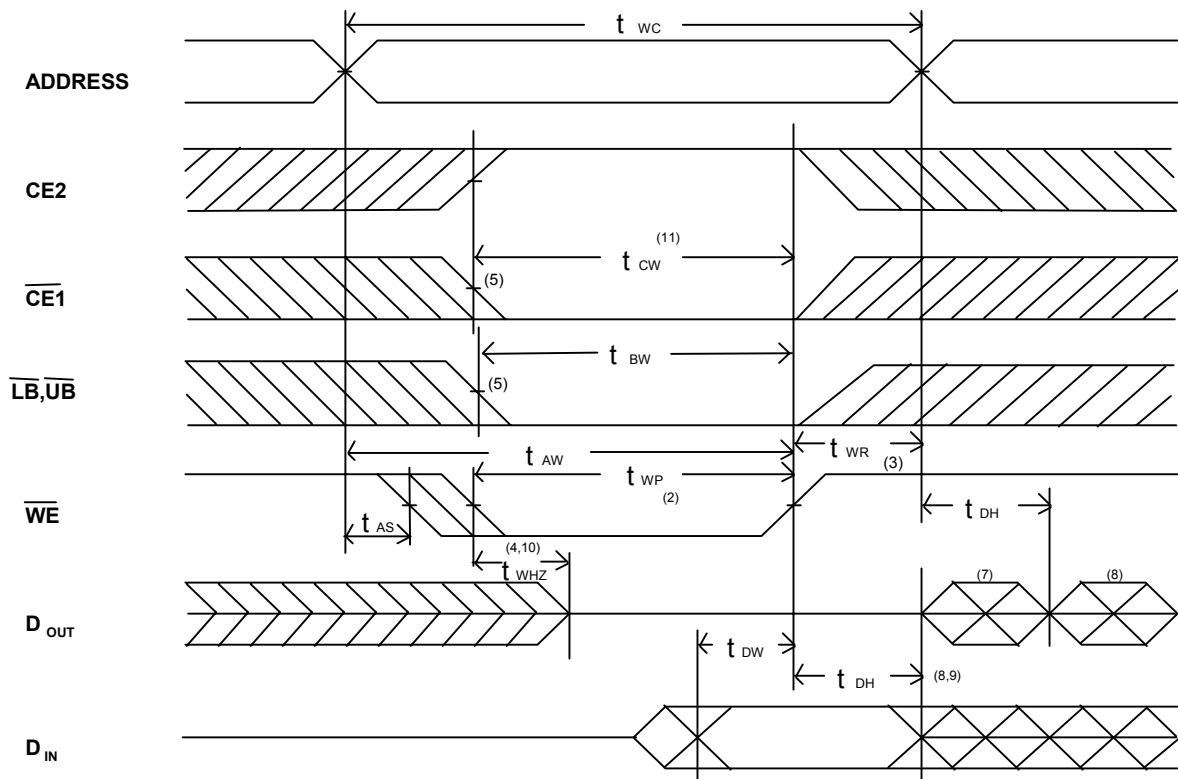 t WC
ADDRESS
CE2
(11)
t CW
CE1
(5)
t BW
LB,UB
(5)
t AW
t WR
(3)
t WP
(2)
WE
t AS
t DH
(4,10)
t WHZ
(7)
(8)
D OUT
t DW
t DH
(8,9)
D IN